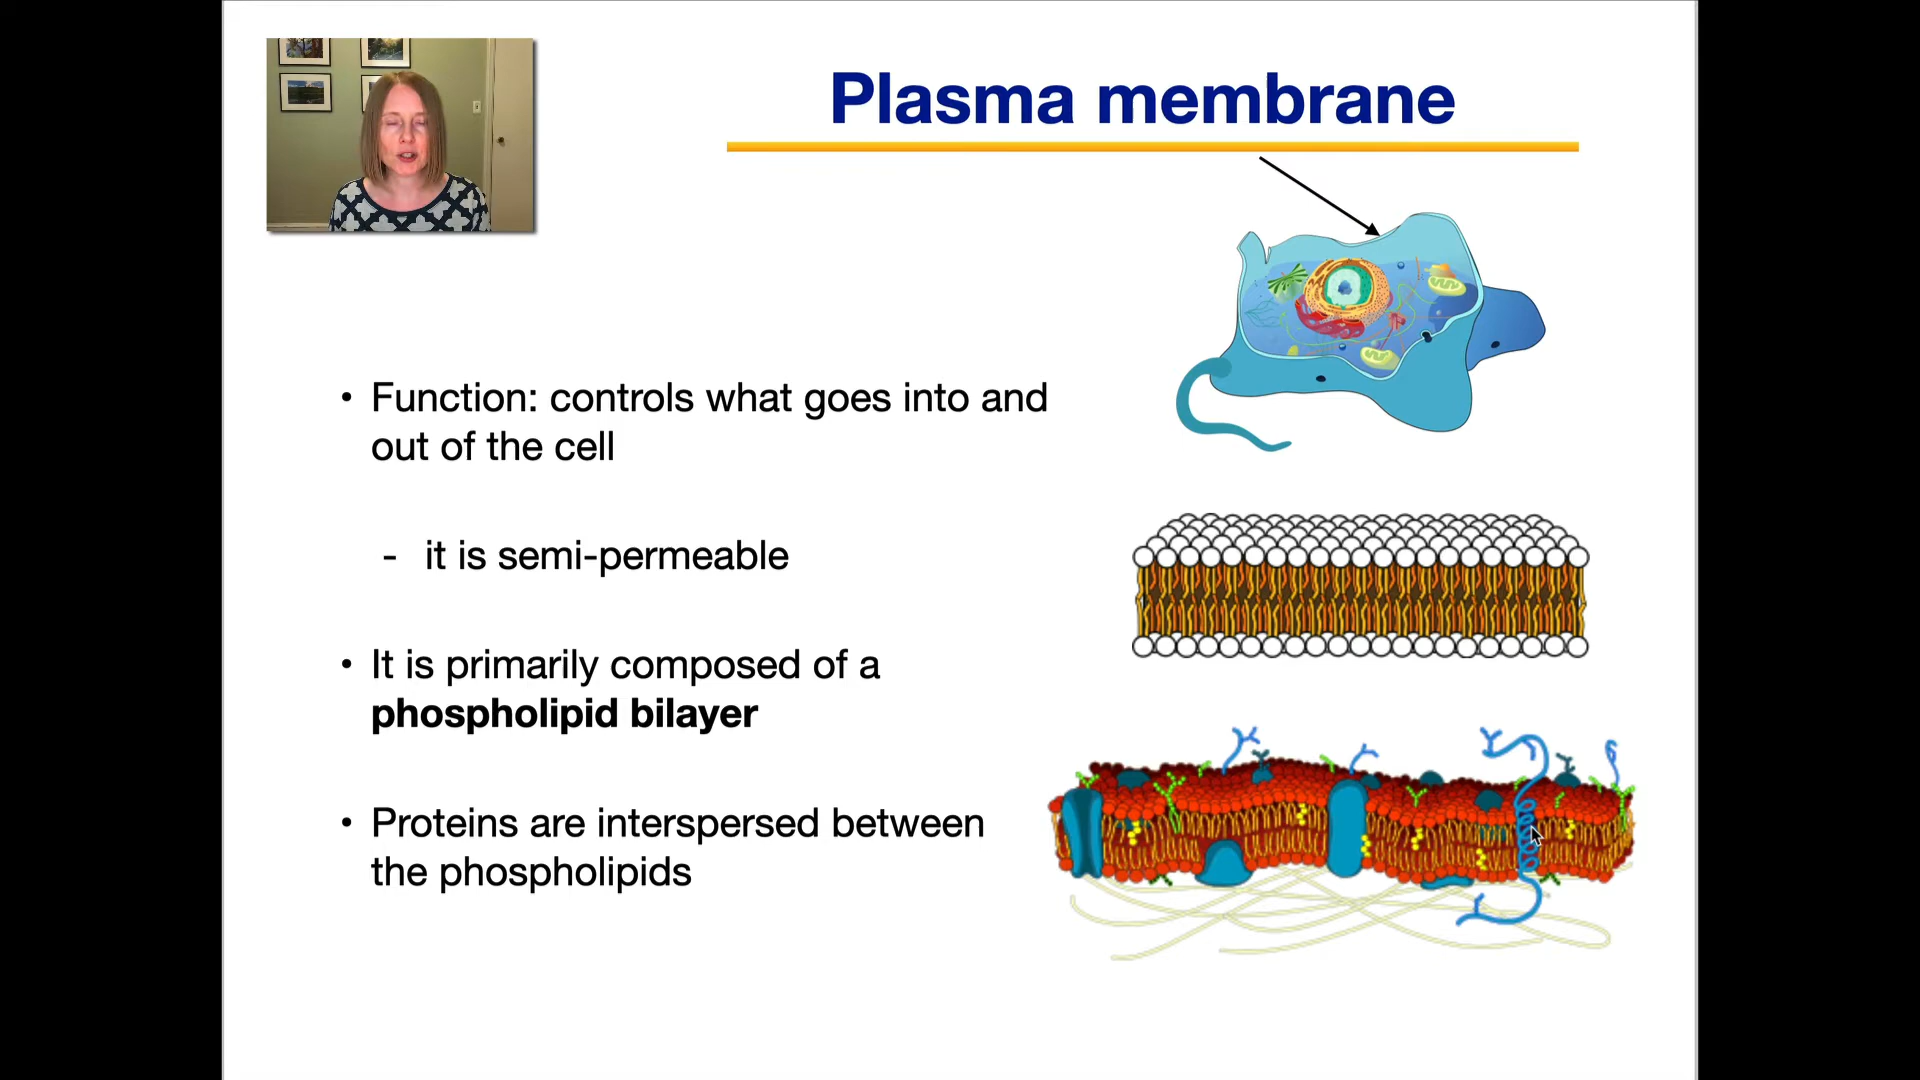 Plasma membrane
• Function: controls what goes into and
out of the cell
- it is semi-permeable
• It is primarily composed of a
phospholipid bilayer
• Proteins are interspersed between
the phospholipids